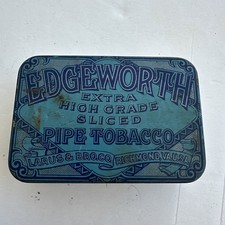 EDGEWORTH
EXTRA
HIGH GRADE
SLICED
PIPE TOBACCO
LARUS & BRO.CO. RICHMOND, VA.U.S.A.